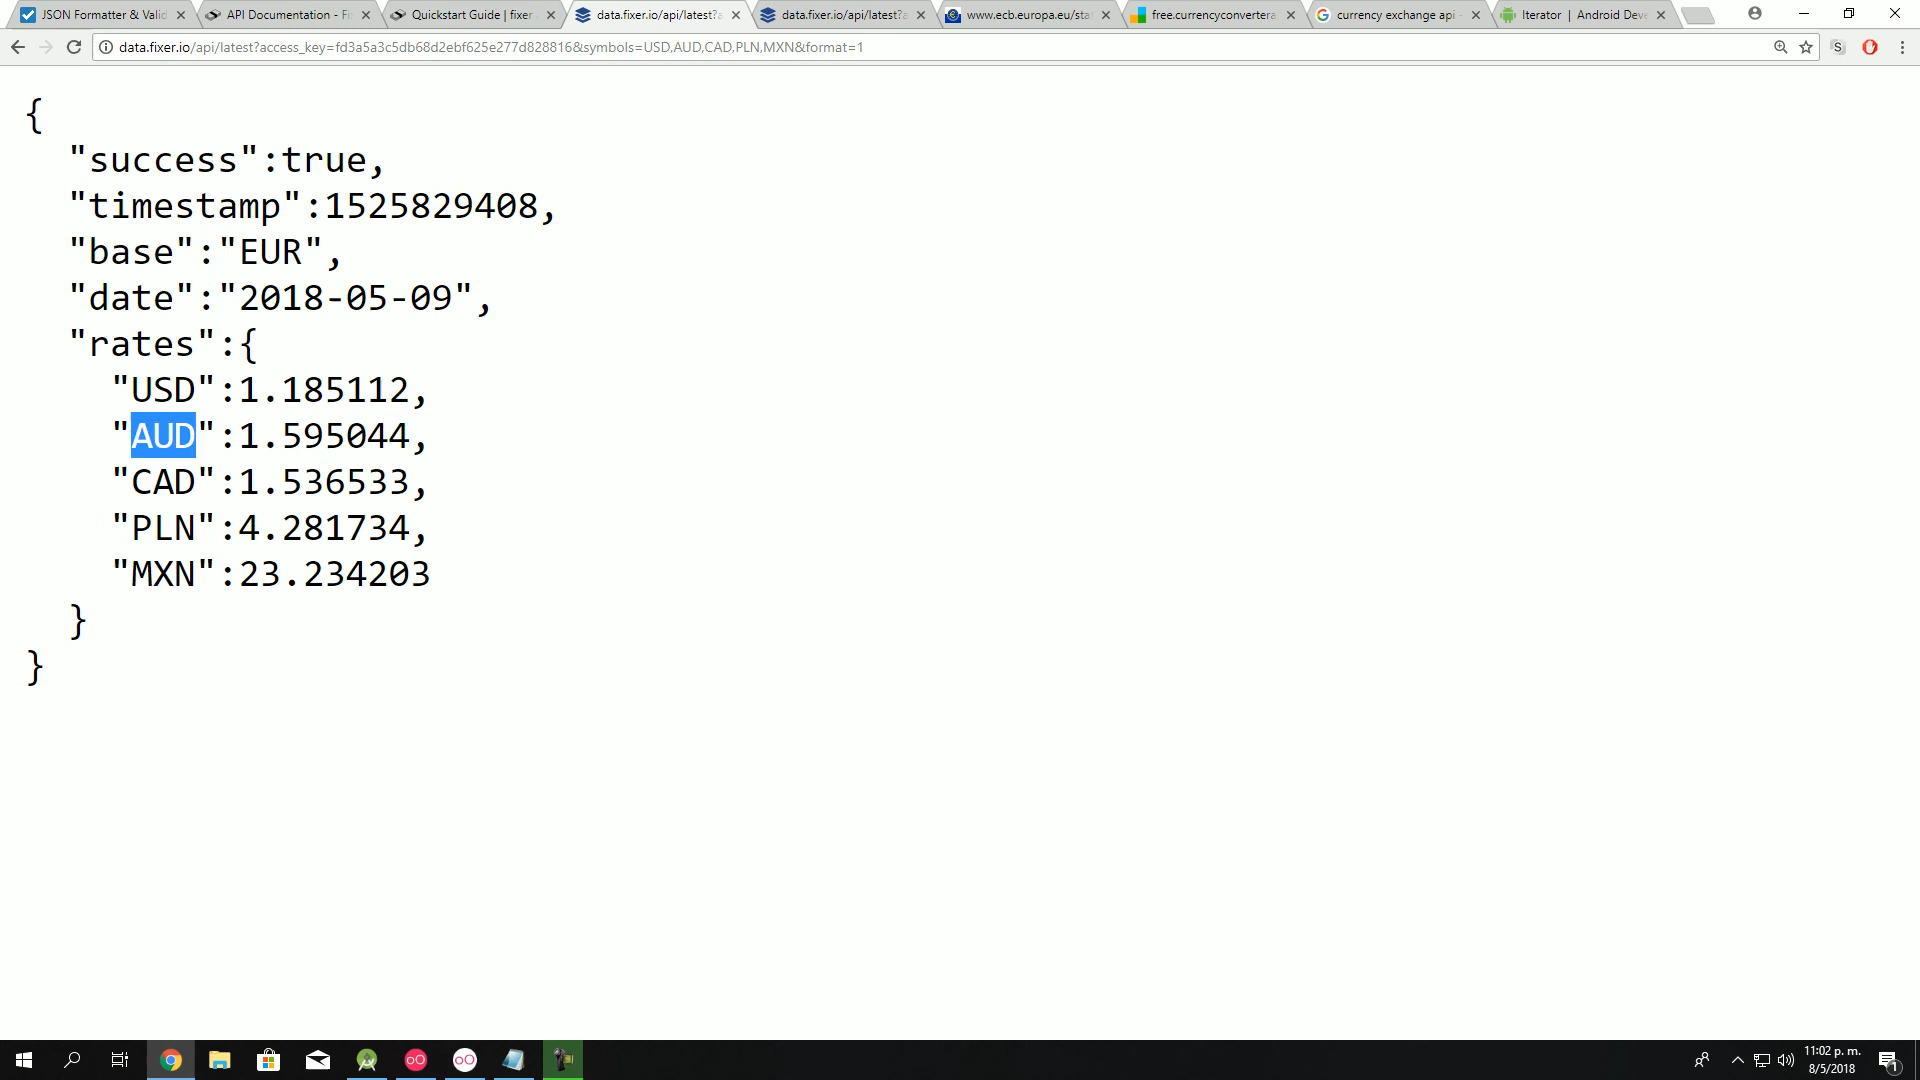 JSON Formatter & Valid
API Documentation - Fi
Quickstart Guide | fixer
data.fixer.io/api/latest?a
data.fixer.io/api/latest?a
www.ecb.europa.eu/sta
free.currencyconvertera
currency exchange api -
Iterator | Android Deve
data.fixer.io/api/latest?access_key=fd3a5a3c5db68d2ebf625e277d828816&symbols=USD,AUD,CAD,PLN,MXN&format=1
{
"success":true,
"timestamp":1525829408,
"base":"EUR",
"date":"2018-05-09",
"rates":{
"USD":1.185112,
"AUD":1.595044,
"CAD":1.536533,
"PLN":4.281734,
"MXN":23.234203
}
}
11:02 p. m.
8/5/2018
1